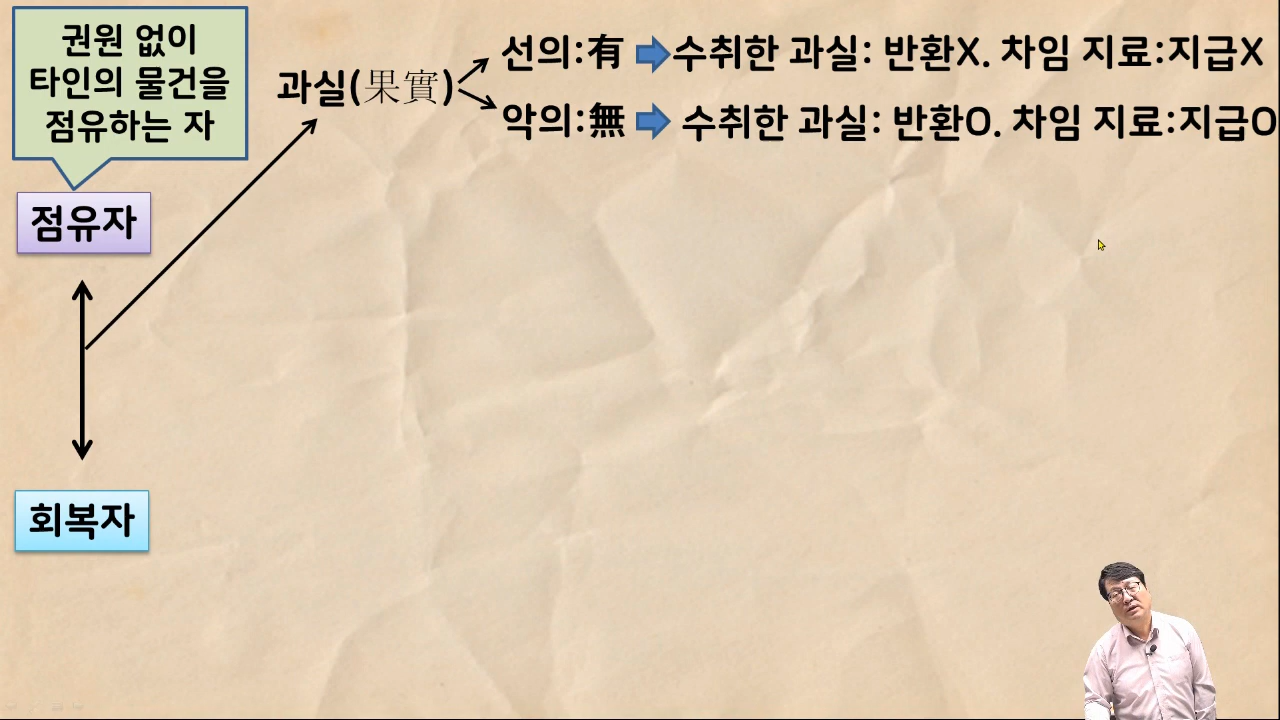 권원 없이
타인의 물건을
점유하는 자
점유자
회복자
과실(果實)
선의:有 수취한 과실: 반환X. 차임 지료:지급X
악의:無 수취한 과실: 반환O. 차임 지료:지급O